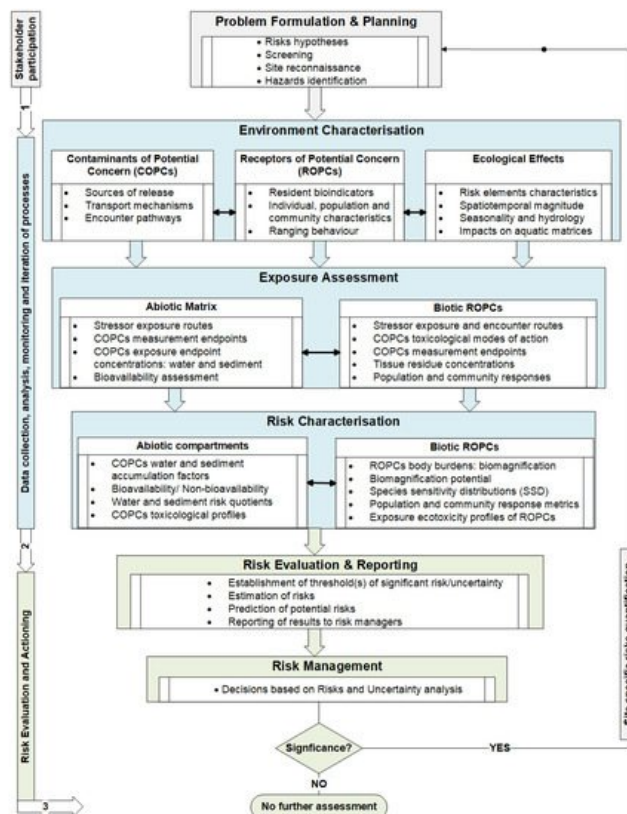 Problem Formulation & Planning
• Risks hypotheses
• Screening
• Site reconnaissance
• Hazards identification
Stakeholder
participation
1
Data collection, analysis, monitoring and iteration of processes
2
Risk Evaluation and Actioning
3
Environment Characterisation
Contaminants of Potential
Concern (COPCs)
• Sources of release
• Transport mechanisms
• Encounter pathways
Receptors of Potential Concern
(ROPCs)
• Resident bioindicators
• Individual, population and
community characteristics
• Ranging behaviour
Ecological Effects
• Risk elements characteristics
• Spatiotemporal magnitude
• Seasonality and hydrology
• Impacts on aquatic matrices
Exposure Assessment
Abiotic Matrix
• Stressor exposure routes
• COPCs measurement endpoints
• COPCs exposure endpoint
concentrations: water and sediment
• Bioavailability assessment
Biotic ROPCs
• Stressor exposure and encounter routes
• COPCs toxicological modes of action
• COPCs measurement endpoints
• Tissue residue concentrations
• Population and community responses
Risk Characterisation
Abiotic compartments
• COPCs water and sediment
accumulation factors
• Bioavailability/ Non-bioavailability
• Water and sediment risk quotients
• COPCs toxicological profiles
Biotic ROPCs
• ROPCs body burdens: biomagnification
• Biomagnification potential
• Species sensitivity distributions (SSD)
• Population and community response metrics
• Exposure ecotoxicity profiles of ROPCs
Risk Evaluation & Reporting
• Establishment of threshold(s) of significant risk/uncertainty
• Estimation of risks
• Prediction of potential risks
• Reporting of results to risk managers
Risk Management
• Decisions based on Risks and Uncertainty analysis
Signficance?
YES
NO
No further assessment